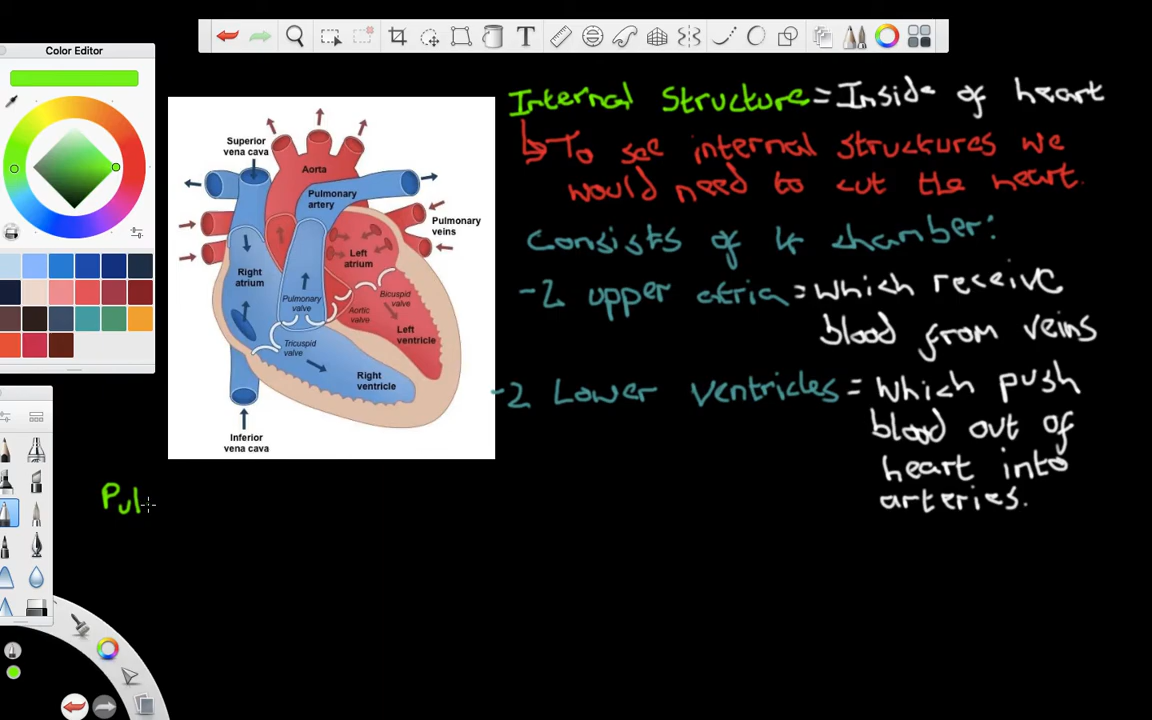 Color Editor
Internal Structure = Inside of heart
↳ To see internal structures we
would need to cut the heart.
Consists of 4 chamber:
- 2 upper atria = which receive
blood from veins
- 2 Lower ventricles = which push
blood out of
heart into
arteries.
Superior
vena cava
Aorta
Pulmonary
artery
Pulmonary
veins
Left
atrium
Right
atrium
Pulmonary
valve
Aortic
valve
Bicuspid
valve
Left
ventricle
Tricuspid
valve
Right
ventricle
Inferior
vena cava
Pul
T